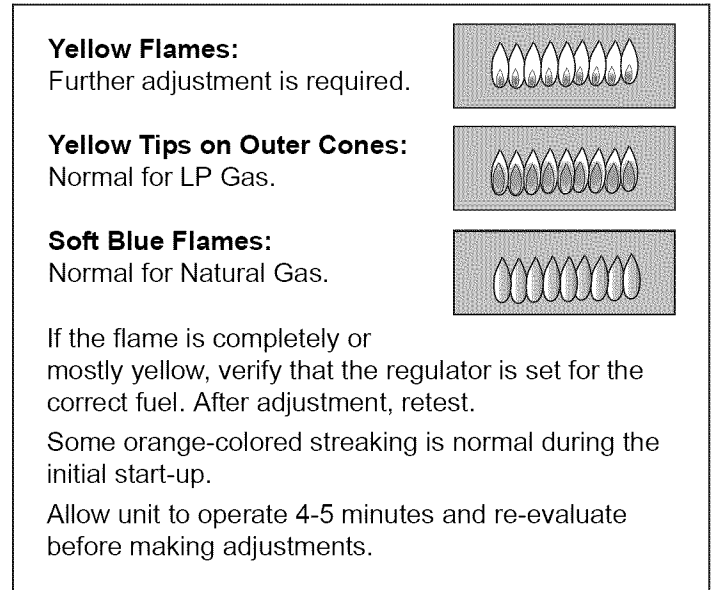 Yellow Flames:
Further adjustment is required.
Yellow Tips on Outer Cones:
Normal for LP Gas.
Soft Blue Flames:
Normal for Natural Gas.
If the flame is completely or
mostly yellow, verify that the regulator is set for the
correct fuel. After adjustment, retest.
Some orange-colored streaking is normal during the
initial start-up.
Allow unit to operate 4-5 minutes and re-evaluate
before making adjustments.